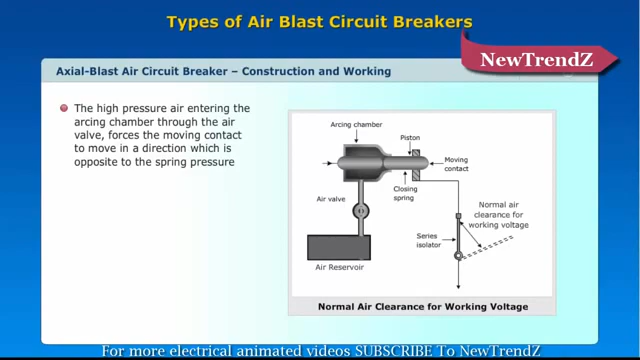 Types of Air Blast Circuit Breakers
NewTrendZ
Axial-Blast Air Circuit Breaker – Construction and Working
The high pressure air entering the
arcing chamber through the air
valve, forces the moving contact
to move in a direction which is
opposite to the spring pressure
Arcing chamber
Piston
Moving
contact
Closing
spring
Air valve
Normal air
clearance for
working voltage
Series
isolator
Air Reservoir
Normal Air Clearance for Working Voltage
For more electrical animated videos SUBSCRIBE To NewTrendZ